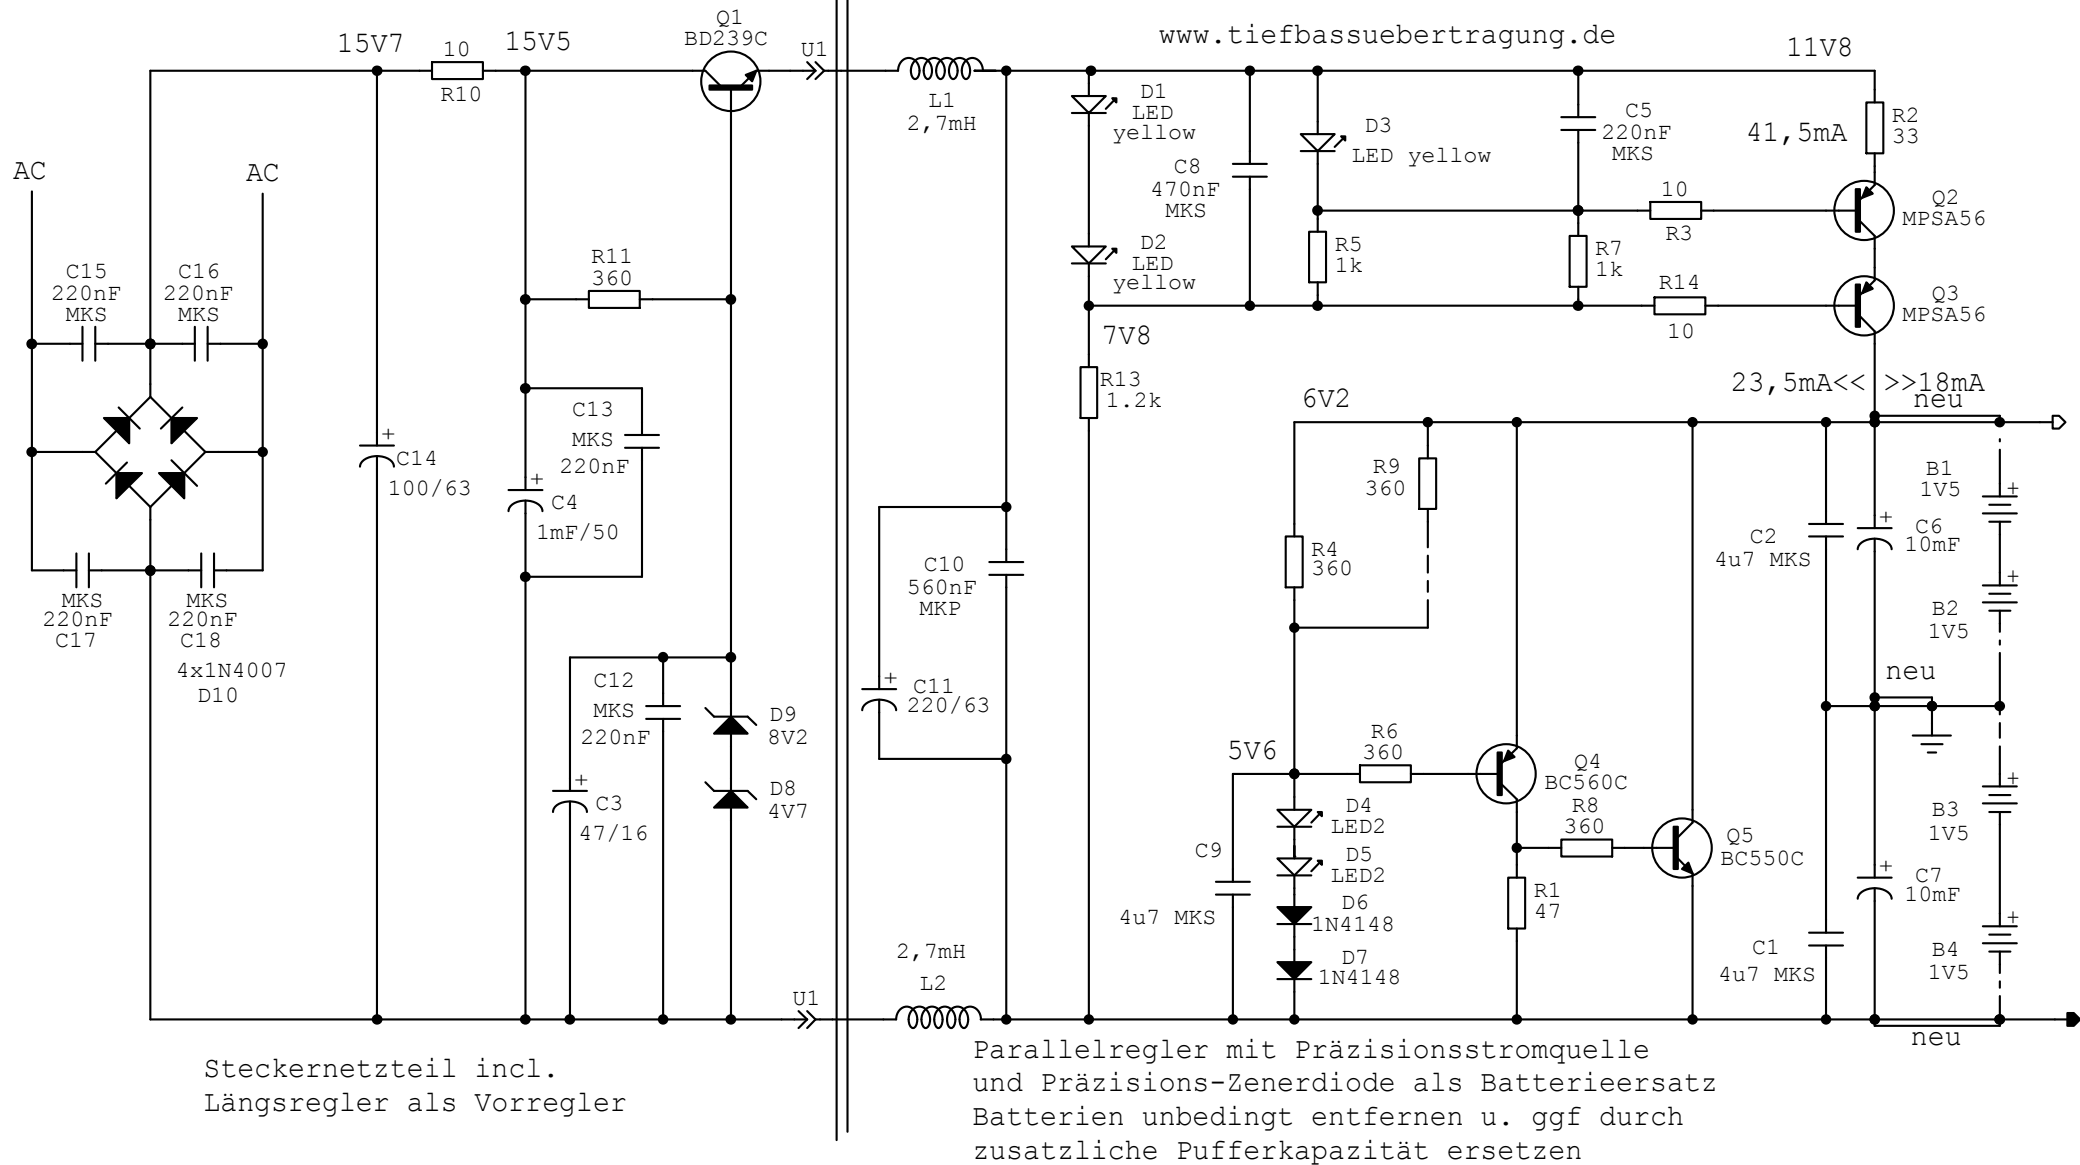 Q1
BD239C
www.tiefbassuebertragung.de
15V7
10
R10
15V5
U1
L1
2,7mH
11V8
D1
LED
yellow
D3
LED yellow
C5
220nF
MKS
41,5mA
R2
33
AC
AC
C8
470nF
MKS
10
R3
Q2
MPSA56
D2
LED
yellow
R5
1k
R7
1k
R14
10
Q3
MPSA56
C15
220nF
MKS
C16
220nF
MKS
R11
360
7V8
R13
1.2k
23,5mA<< >>18mA
neu
6V2
C13
MKS
220nF
C14
100/63
+
C4
1mF/50
+
R9
360
B1
1V5
+
C6
10mF
+
C2
4u7 MKS
R4
360
C10
560nF
MKP
B2
1V5
+
MKS
220nF
C17
MKS
220nF
C18
4x1N4007
D10
C12
MKS
220nF
C11
220/63
+
neu
D9
8V2
D8
4V7
C3
47/16
+
5V6
R6
360
Q4
BC560C
R8
360
D4
LED2
D5
LED2
Q5
BC550C
B3
1V5
+
C9
4u7 MKS
D6
1N4148
R1
47
C7
10mF
+
D7
1N4148
C1
4u7 MKS
B4
1V5
+
2,7mH
L2
U1
neu
Steckernetzteil incl.
Längsregler als Vorregler
Parallelregler mit Präzisionsstromquelle
und Präzisions-Zenerdiode als Batterieersatz
Batterien unbedingt entfernen u. ggf durch
zusatzliche Pufferkapazität ersetzen